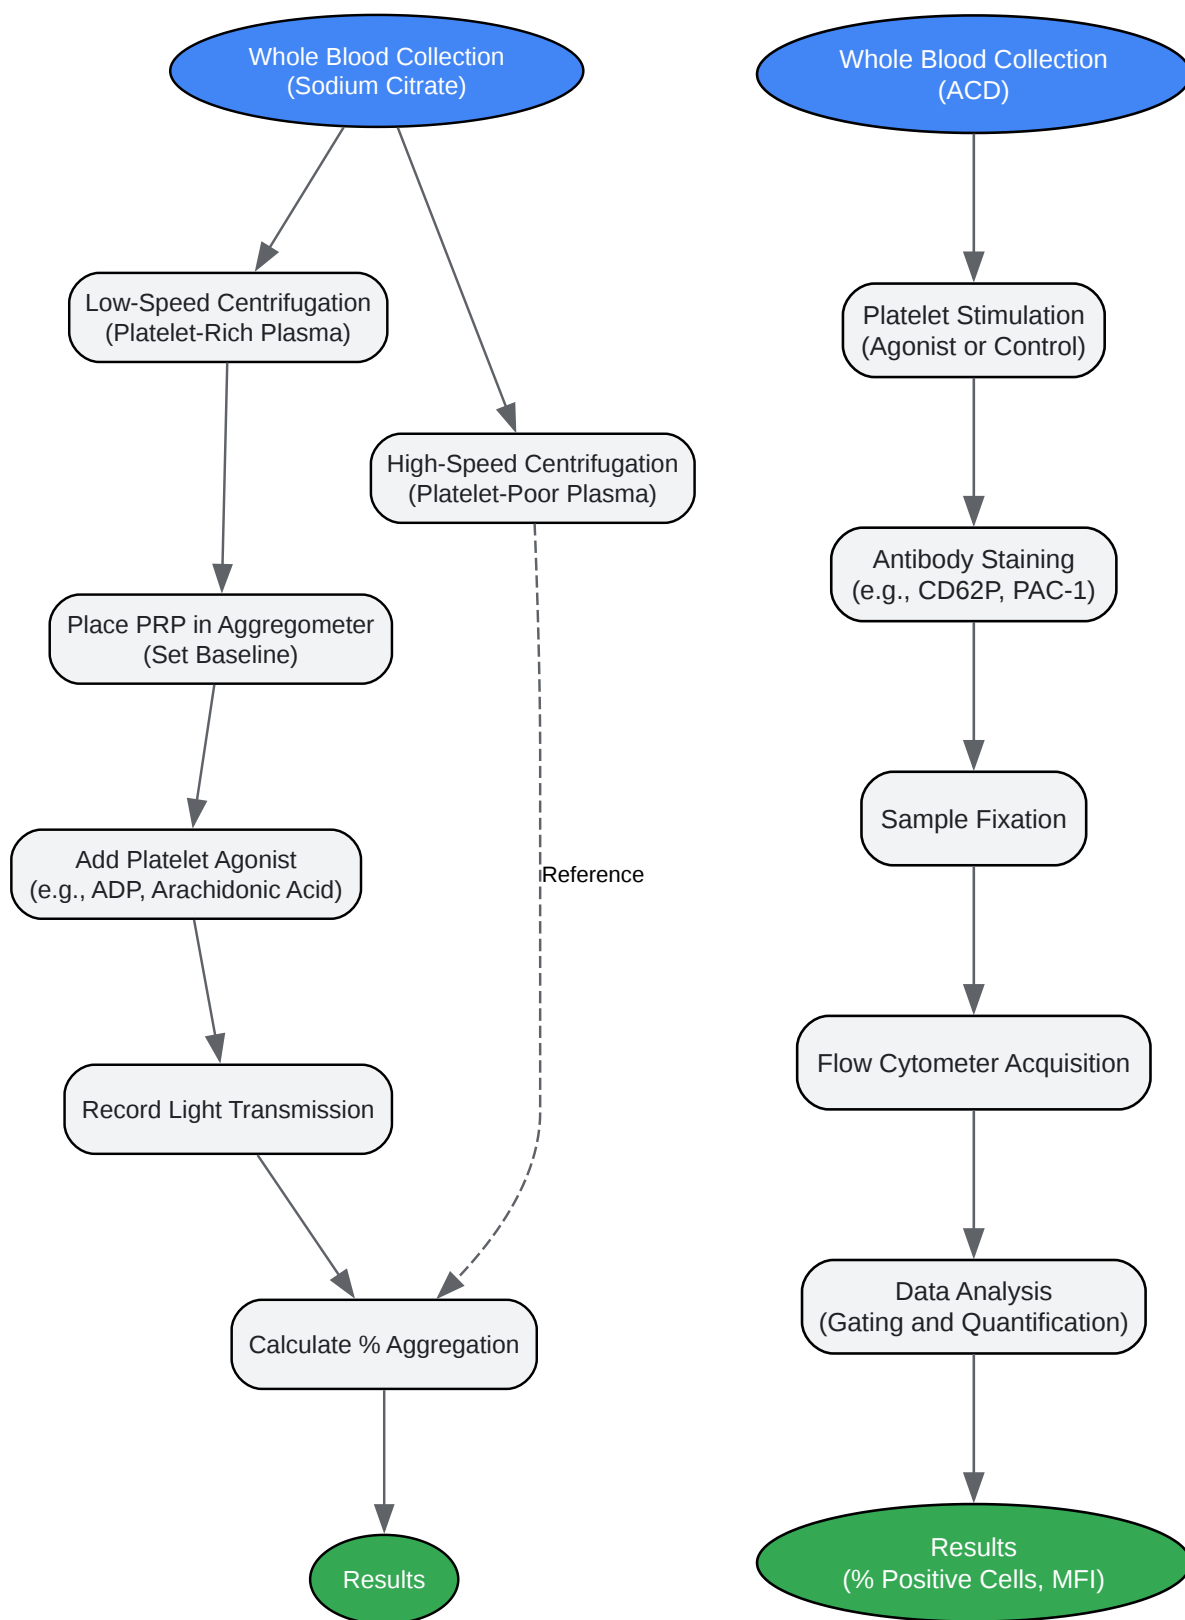 Whole Blood Collection
(Sodium Citrate)
Low-Speed Centrifugation
(Platelet-Rich Plasma)
High-Speed Centrifugation
(Platelet-Poor Plasma)
Place PRP in Aggregometer
(Set Baseline)
Add Platelet Agonist
(e.g., ADP, Arachidonic Acid)
Reference
Record Light Transmission
Calculate % Aggregation
Results
Whole Blood Collection
(ACD)
Platelet Stimulation
(Agonist or Control)
Antibody Staining
(e.g., CD62P, PAC-1)
Sample Fixation
Flow Cytometer Acquisition
Data Analysis
(Gating and Quantification)
Results
(% Positive Cells, MFI)